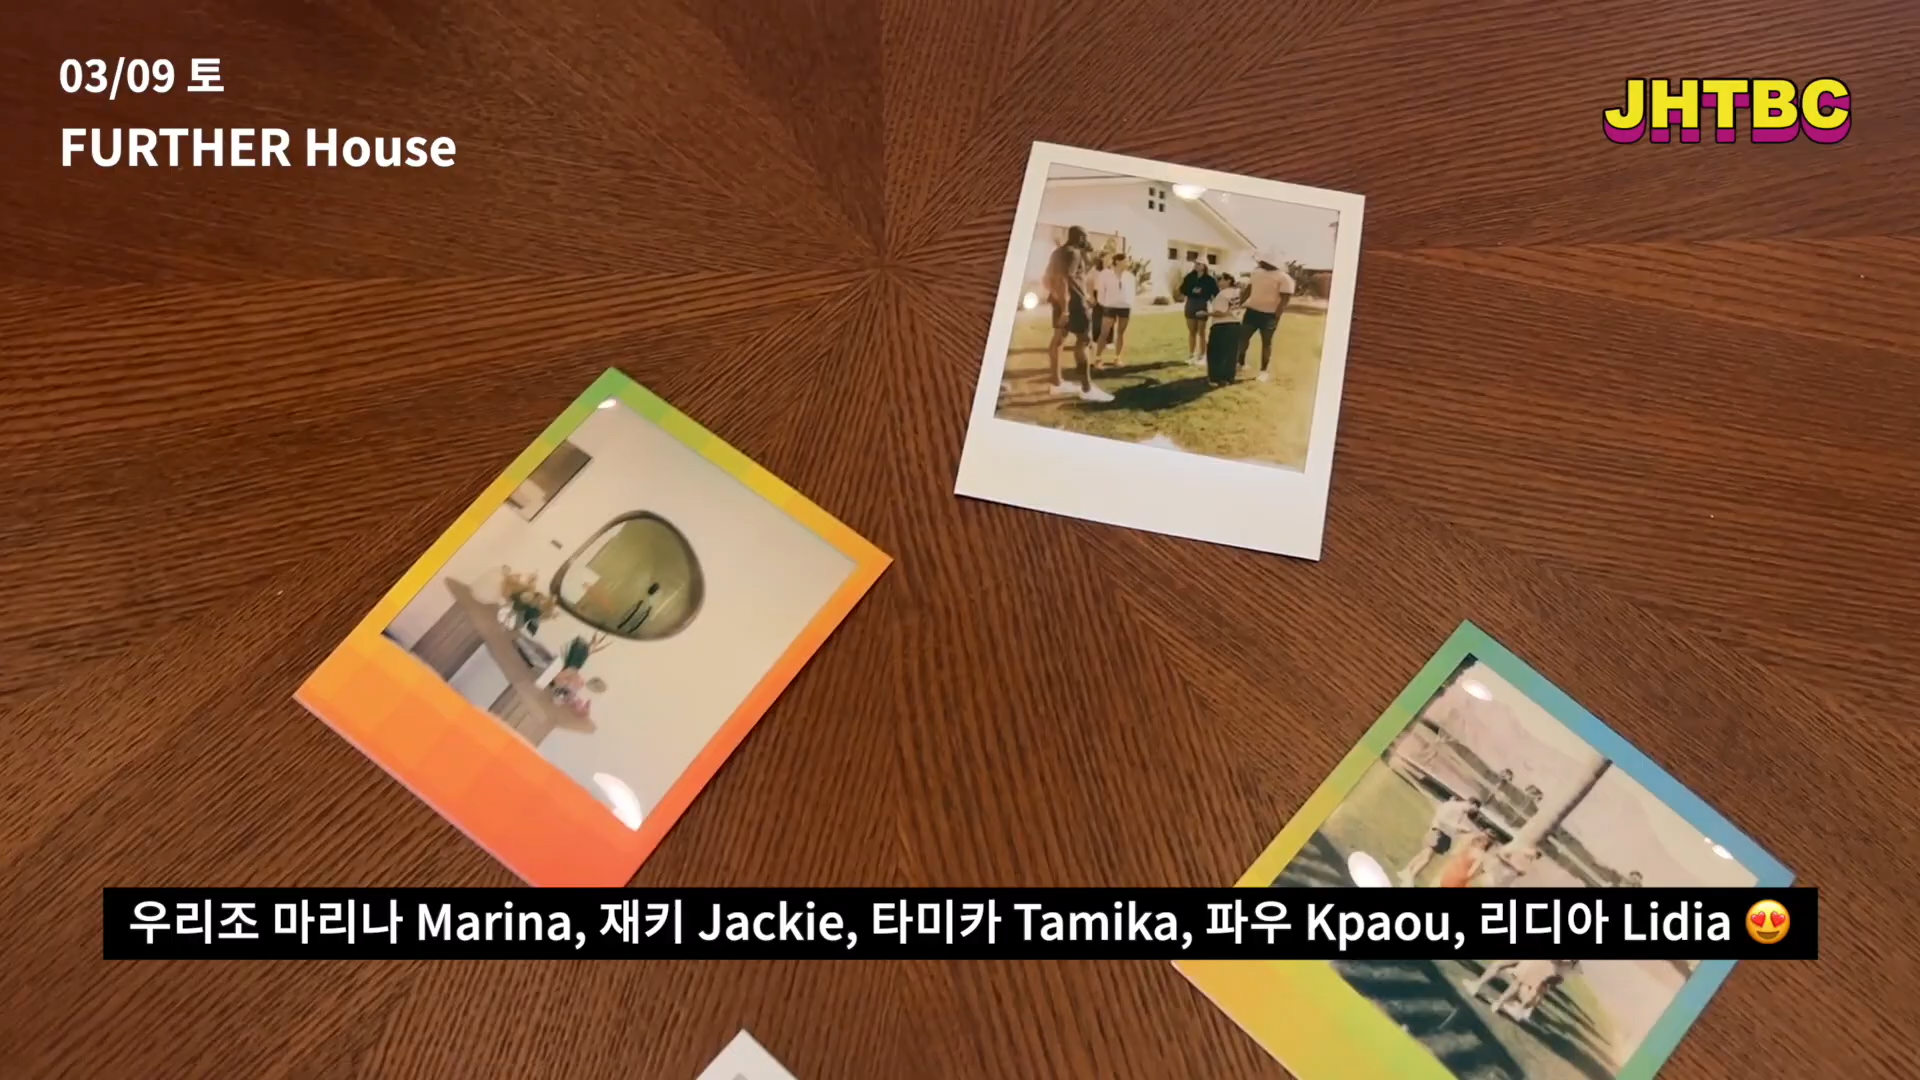 03/09 토
FURTHER House
JHTBC
우리조 마리나 Marina, 재키 Jackie, 타미카 Tamika, 파우 Kpaou, 리디아 Lidia 😍